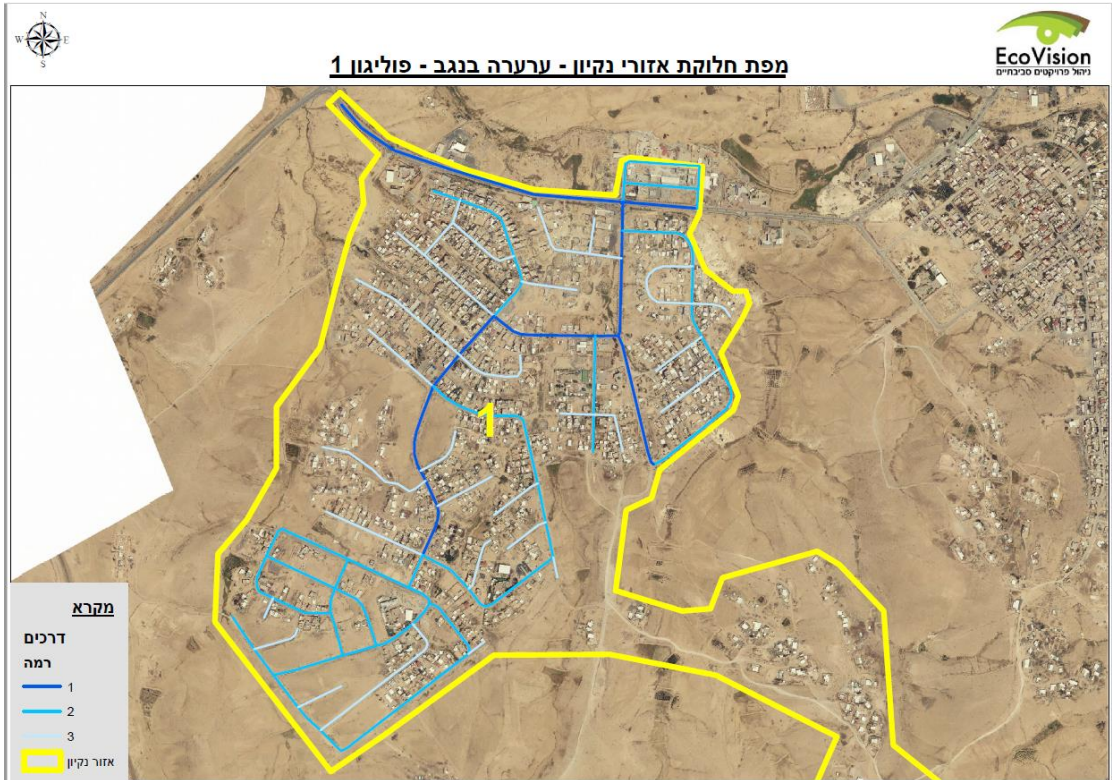 N
W E
S
EcoVision
ניהול פרויקטים סביבתיים
מפת חלוקת אזורי נקיון - ערערה בנגב - פוליגון 1
1
מקרא
דרכים
רמה
1
2
3
אזור נקיון